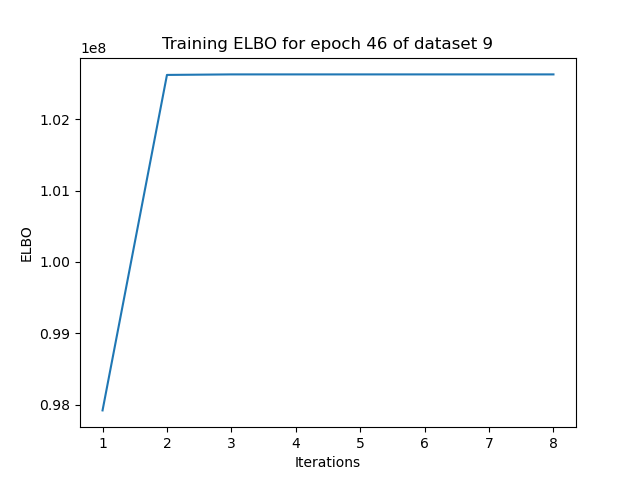 Training ELBO for epoch 46 of dataset 9
1e8
1.02
1.01
1.00
0.99
0.98
ELBO
1 2 3 4 5 6 7 8
Iterations